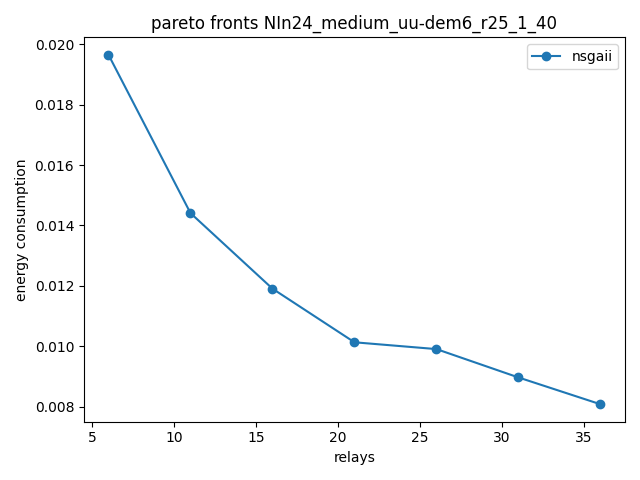 pareto fronts NIn24_medium_uu-dem6_r25_1_40
nsgaii
energy consumption
0.020
0.018
0.016
0.014
0.012
0.010
0.008
5 10 15 20 25 30 35
relays